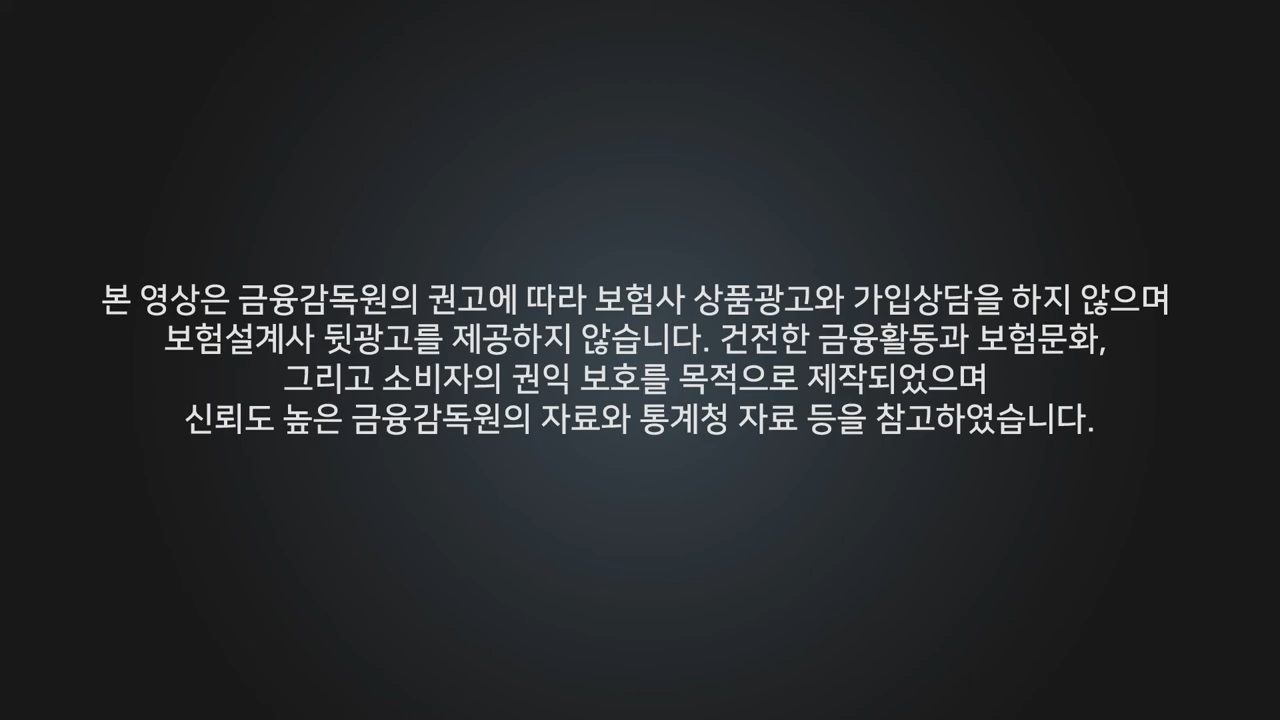 본 영상은 금융감독원의 권고에 따라 보험사 상품광고와 가입상담을 하지 않으며
보험설계사 뒷광고를 제공하지 않습니다. 건전한 금융활동과 보험문화,
그리고 소비자의 권익 보호를 목적으로 제작되었으며
신뢰도 높은 금융감독원의 자료와 통계청 자료 등을 참고하였습니다.